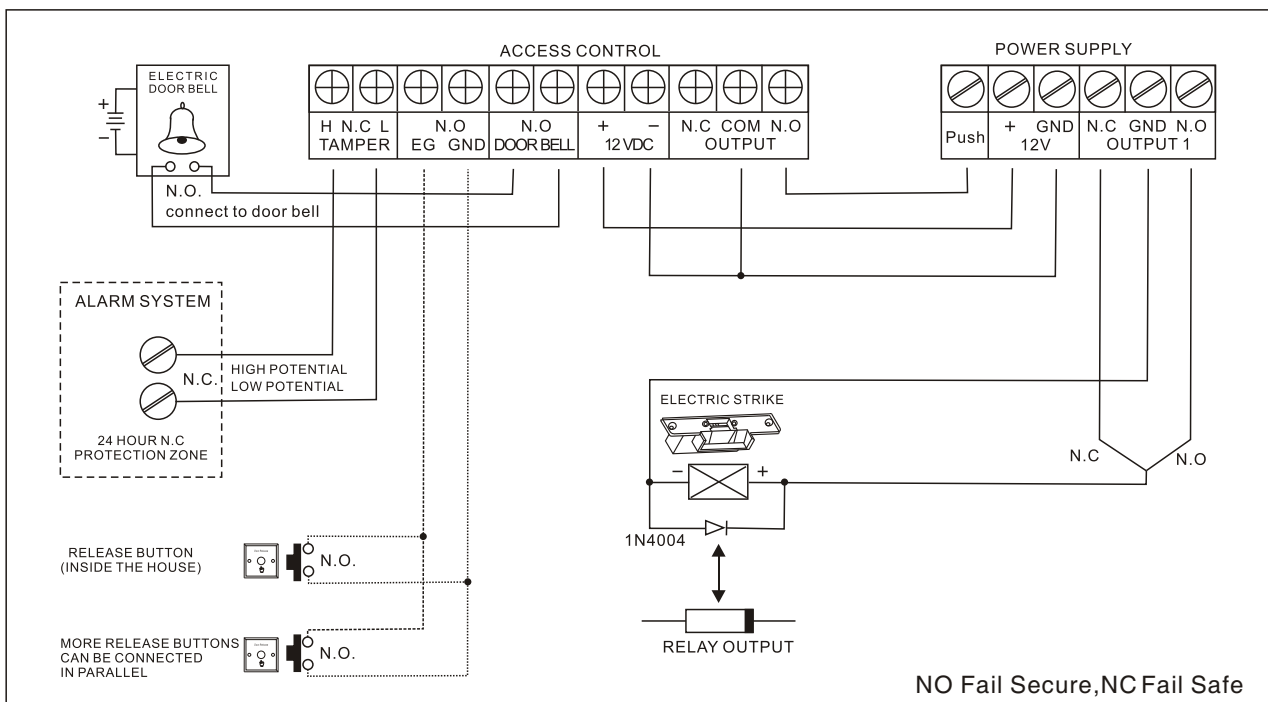 ACCESS CONTROL
POWER SUPPLY
ELECTRIC
DOOR BELL
+
−
N.O.
connect to door bell
H N.C L
TAMPER
N.O
EG GND
N.O
DOOR BELL
+ −
12 VDC
N.C COM N.O
OUTPUT
Push
+ GND
12V
N.C GND N.O
OUTPUT 1
ALARM SYSTEM
N.C.
HIGH POTENTIAL
LOW POTENTIAL
24 HOUR N.C
PROTECTION ZONE
ELECTRIC STRIKE
− +
1N4004
N.C N.O
RELAY OUTPUT
RELEASE BUTTON
(INSIDE THE HOUSE)
N.O.
MORE RELEASE BUTTONS
CAN BE CONNECTED
IN PARALLEL
N.O.
NO Fail Secure,NC Fail Safe